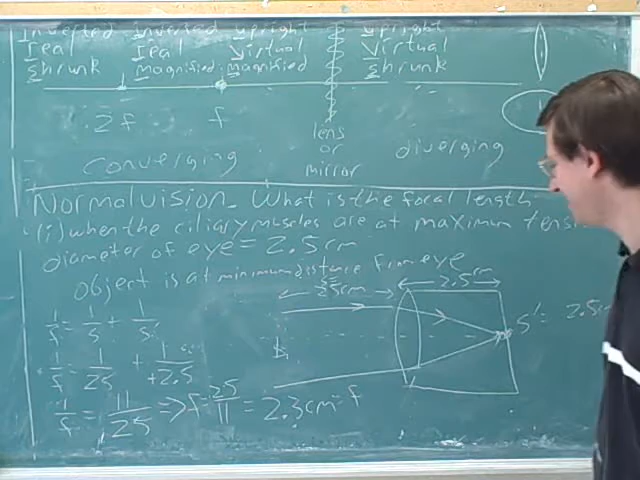 Inverted inverted upright upright
Real Real Virtual Virtual
Shrunk magnified magnified Shrunk
2f f
lens
or
mirror
converging diverging
Normal vision. What is the focal length
(i) when the ciliary muscles are at maximum tensi
diameter of eye = 2.5cm
object is at minimum distance from eye
25cm 2.5cm
1/f = 1/s + 1/s'
1/f = 1/25 + 1/+2.5
s' = 2.5c
1/f = 11/25 => f = 25/11 = 2.3cm = f